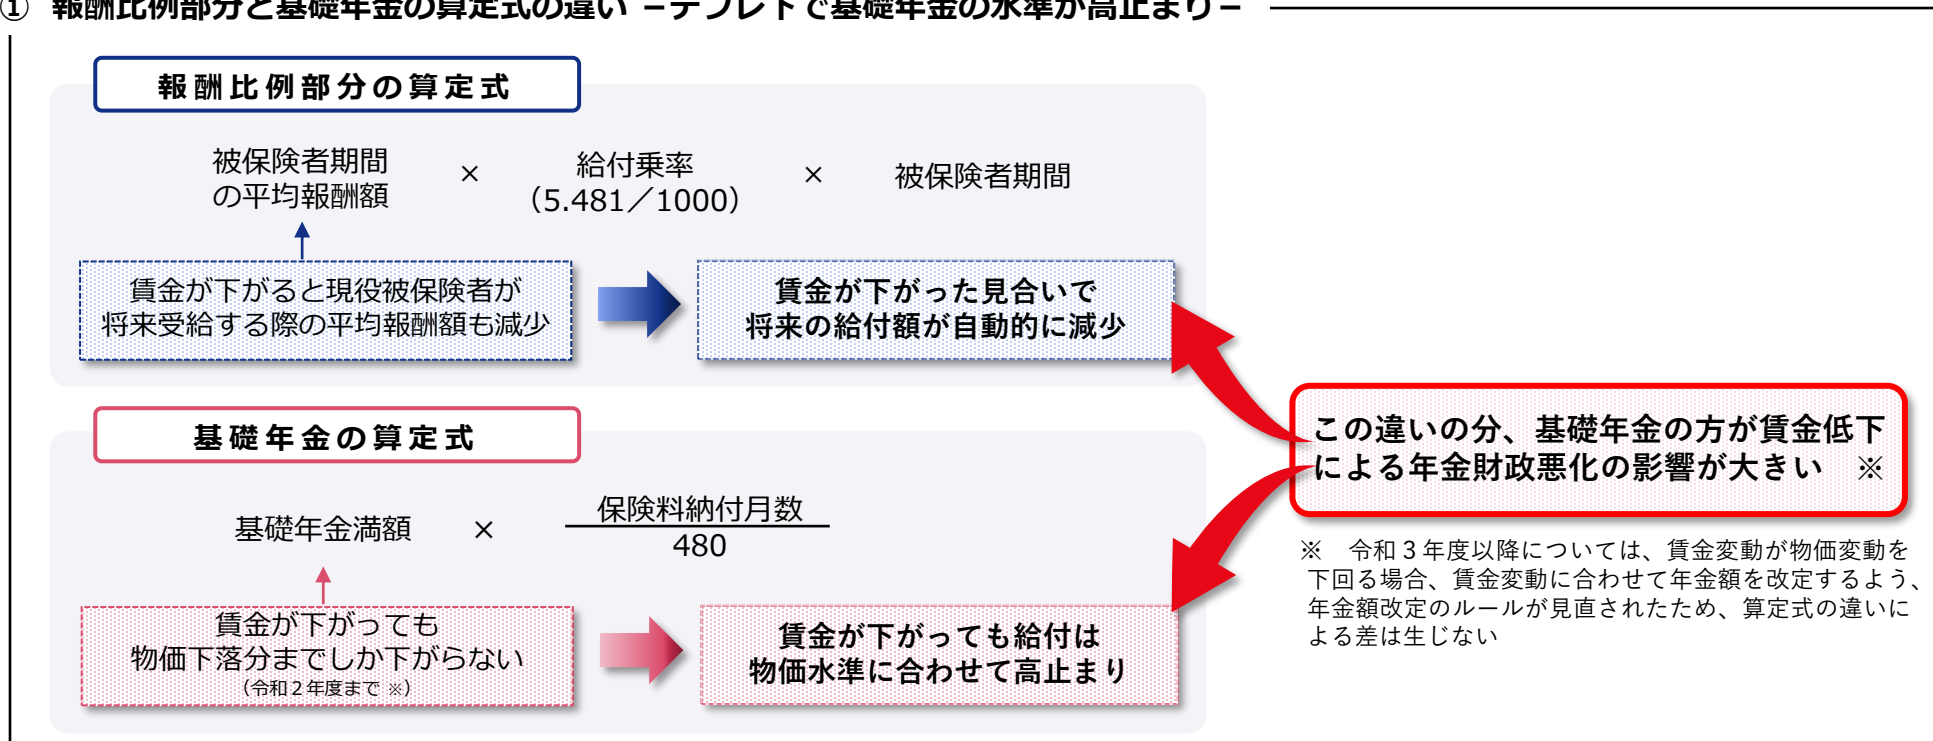 ① 報酬比例部分と基礎年金の算定式の違い －デフレ下で基礎年金の水準が高止まり－
報酬比例部分の算定式
被保険者期間
の平均報酬額
×
給付乗率
（5.481／1000）
×
被保険者期間
賃金が下がると現役被保険者が
将来受給する際の平均報酬額も減少
賃金が下がった見合いで
将来の給付額が自動的に減少
基礎年金の算定式
基礎年金満額
×
保険料納付月数
480
賃金が下がっても
物価下落分までしか下がらない
（令和２年度まで ※）
賃金が下がっても給付は
物価水準に合わせて高止まり
この違いの分、基礎年金の方が賃金低下
による年金財政悪化の影響が大きい　※
※　令和３年度以降については、賃金変動が物価変動を
下回る場合、賃金変動に合わせて年金額を改定するよう、
年金額改定のルールが見直されたため、算定式の違いに
よる差は生じない